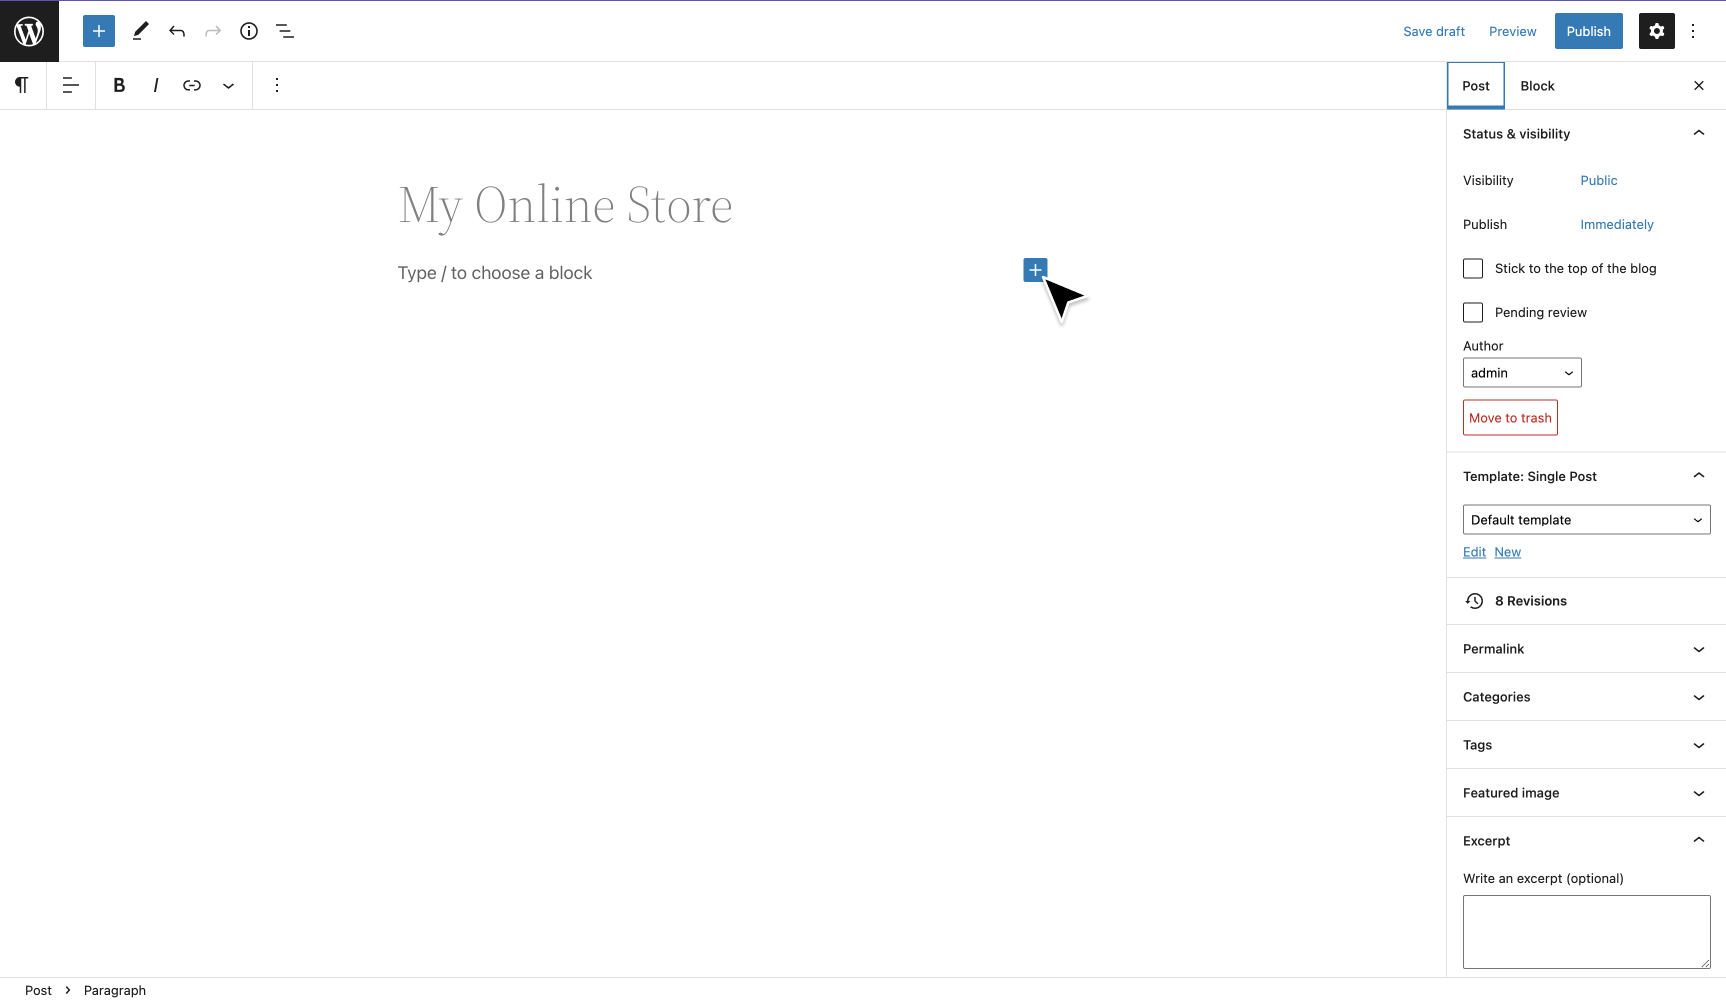 Save draft Preview Publish
B I
Post Block
Status & visibility
My Online Store
Type / to choose a block
Visibility Public
Publish Immediately
Stick to the top of the blog
Pending review
Author
admin
Move to trash
Template: Single Post
Default template
Edit New
8 Revisions
Permalink
Categories
Tags
Featured image
Excerpt
Write an excerpt (optional)
Post > Paragraph